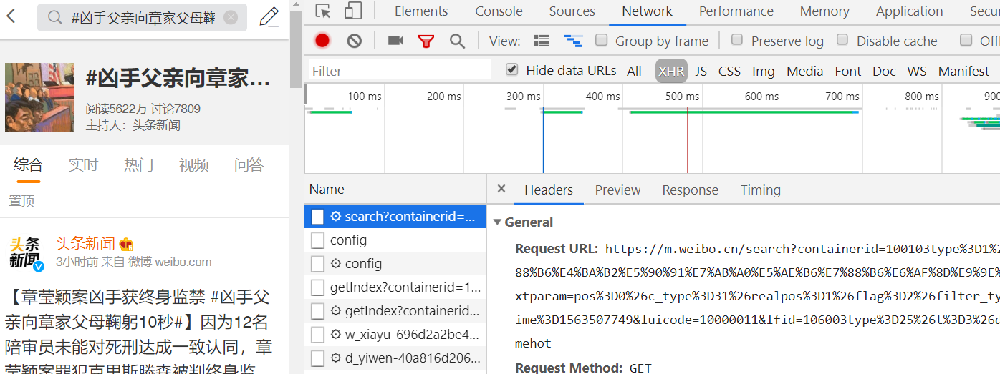 #凶手父亲向章家父母鞠
#凶手父亲向章家…
阅读5622万 讨论7809
主持人：头条新闻
综合 实时 热门 视频 问答
置顶
头条
新闻
头条新闻
3小时前 来自 微博 weibo.com
【章莹颖案凶手获终身监禁 #凶手父
亲向章家父母鞠躬10秒#】因为12名
陪审员未能对死刑达成一致认同，章
莹颖案罪犯克里斯滕森被判终身监
Elements Console Sources Network Performance Memory Application Secu
View: Group by frame Preserve log Disable cache Offl
Filter Hide data URLs All XHR JS CSS Img Media Font Doc WS Manifest
100 ms 200 ms 300 ms 400 ms 500 ms 600 ms 700 ms 800 ms 900
Name
search?containerid=...
config
config
getIndex?containerid=1...
getIndex?containerid...
w_xiayu-696d2a2be4...
d_yiwen-40a816d206...
× Headers Preview Response Timing
General
Request URL: https://m.weibo.cn/search?containerid=100103type%3D1%2
88%B6%E4%BA%B2%E5%90%91%E7%AB%A0%E5%AE%B6%E7%88%B6%E6%AF%8D%E9%9E%
xtparam=pos%3D0%26c_type%3D31%26realpos%3D1%26flag%3D2%26filter_ty
ime%3D1563507749&luicode=10000011&lfid=106003type%3D25%26t%3D3%26d
mehot
Request Method: GET